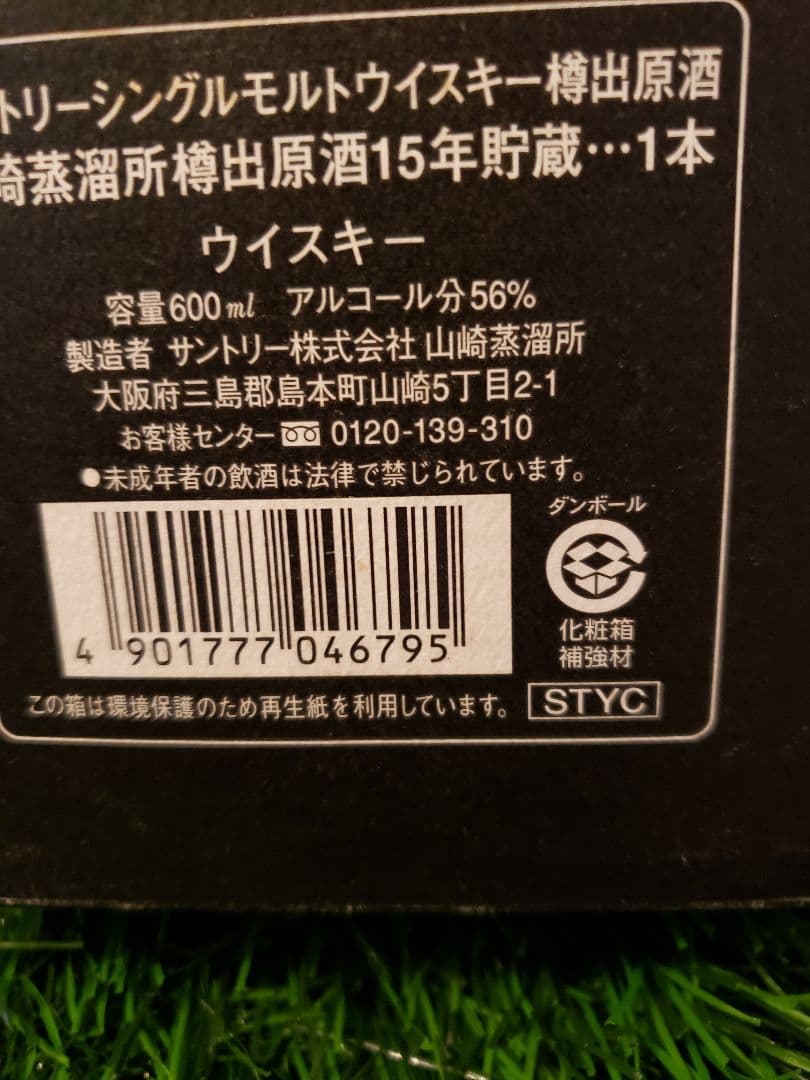 トリーシングルモルトウイスキー樽出原酒
崎蒸溜所樽出原酒15年貯蔵…1本
ウイスキー
容量600㎖ アルコール分56%
製造者 サントリー株式会社 山崎蒸溜所
大阪府三島郡島本町山崎5丁目2-1
お客様センター 0120-139-310
●未成年者の飲酒は法律で禁じられています。
ダンボール
化粧箱
補強材
4 901777 046795
この箱は環境保護のため再生紙を利用しています。
STYC